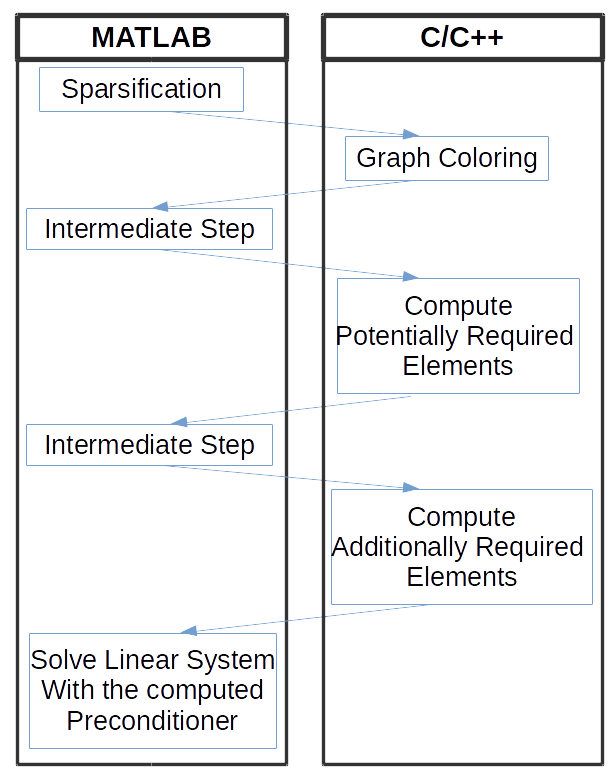 MATLAB
C/C++
Sparsification
Graph Coloring
Intermediate Step
Compute
Potentially Required
Elements
Intermediate Step
Compute
Additionally Required
Elements
Solve Linear System
With the computed
Preconditioner